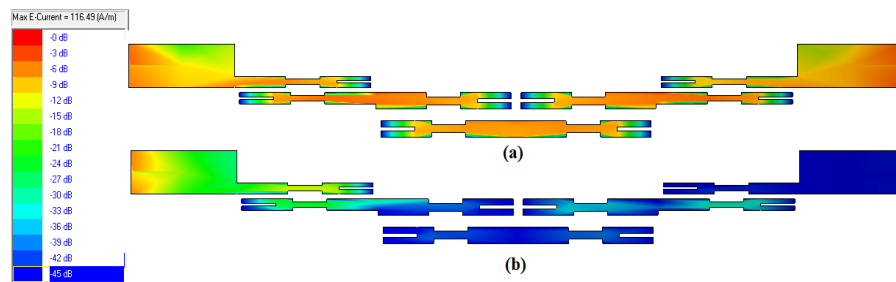 Max E-Current = 116.49 (A/m)
-0 dB
-3 dB
-6 dB
-9 dB
-12 dB
-15 dB
-18 dB
-21 dB
-24 dB
-27 dB
-30 dB
-33 dB
-36 dB
-39 dB
-42 dB
-45 dB
(a)
(b)